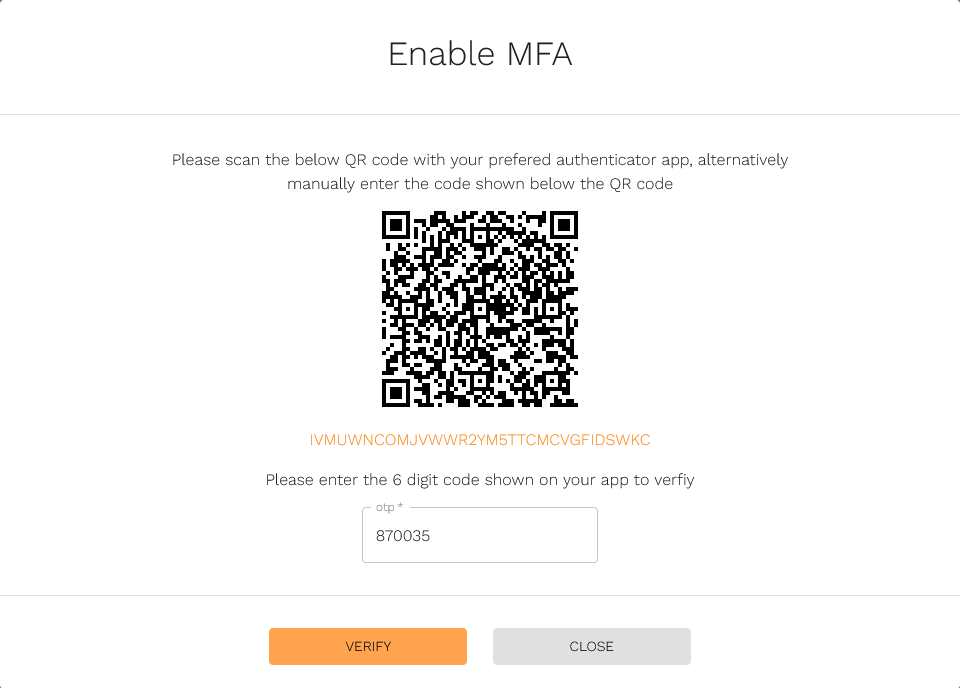 Enable MFA
Please scan the below QR code with your prefered authenticator app, alternatively
manually enter the code shown below the QR code
IVMUWNCOMJVWWR2YM5TTCMCVGFIDSWKC
Please enter the 6 digit code shown on your app to verfiy
otp *
870035
VERIFY
CLOSE